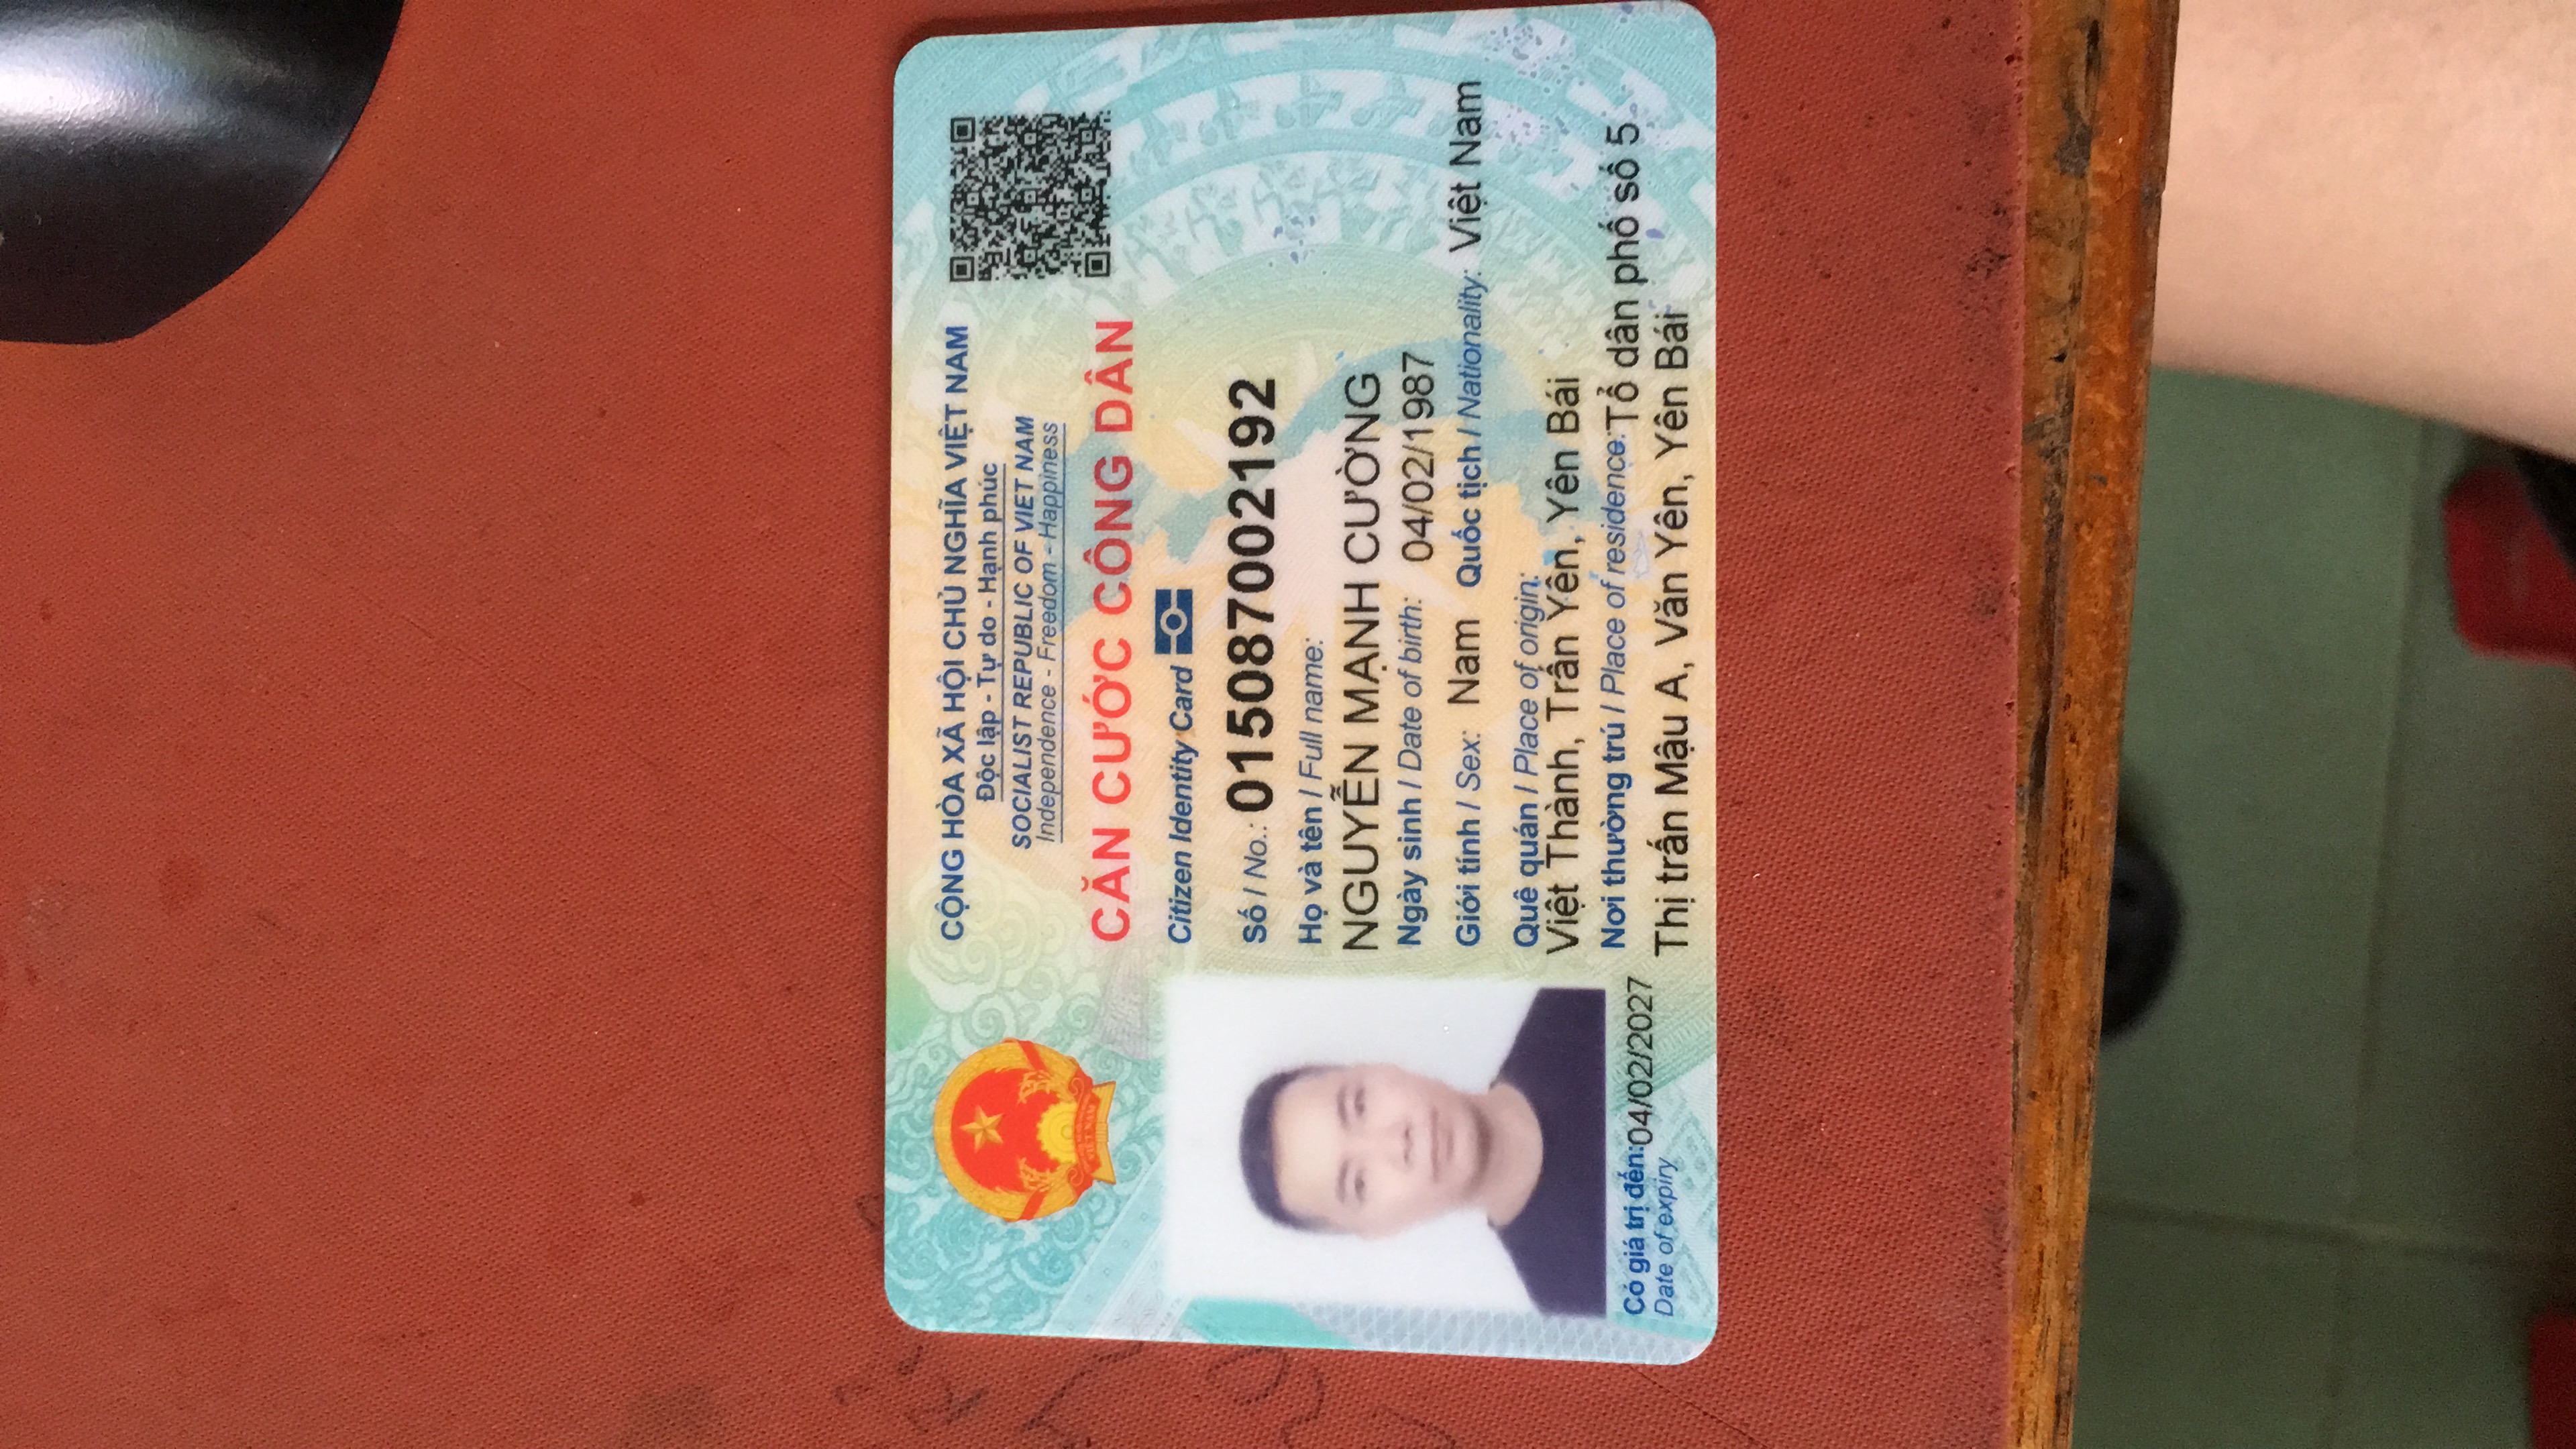 CỘNG HÒA XÃ HỘI CHỦ NGHĨA VIỆT NAM
Độc lập - Tự do - Hạnh phúc
SOCIALIST REPUBLIC OF VIET NAM
Independence - Freedom - Happiness
CĂN CƯỚC CÔNG DÂN
Citizen Identity Card
Số / No.: 015087002192
Họ và tên / Full name:
NGUYỄN MẠNH CƯỜNG
Ngày sinh / Date of birth: 04/02/1987
Giới tính / Sex: Nam Quốc tịch / Nationality: Việt Nam
Quê quán / Place of origin:
Việt Thành, Trấn Yên, Yên Bái
Nơi thường trú / Place of residence: Tổ dân phố số 5
Thị trấn Mậu A, Văn Yên, Yên Bái
Có giá trị đến: 04/02/2027
Date of expiry
VIỆT NAM